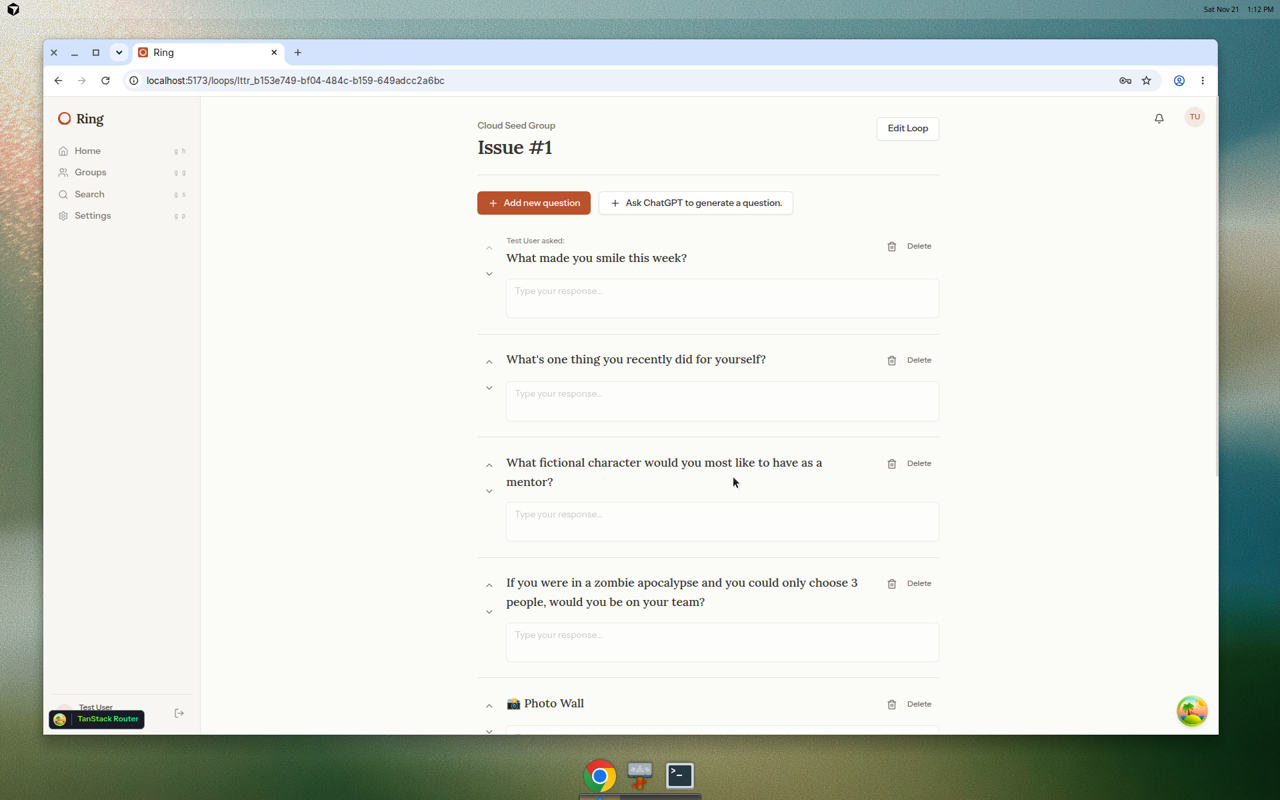 Sat Nov 21 1:12 PM
Ring
localhost:5173/loops/lttr_b153e749-bf04-484c-b159-649adcc2a6bc
Ring
Home g h
Groups g g
Search g s
Settings g p
Test User
TanStack Router
TU
Cloud Seed Group
Issue #1
Edit Loop
Add new question
Ask ChatGPT to generate a question.
Test User asked:
What made you smile this week?
Delete
Type your response...
What's one thing you recently did for yourself?
Delete
Type your response...
What fictional character would you most like to have as a
mentor?
Delete
Type your response...
If you were in a zombie apocalypse and you could only choose 3
people, would you be on your team?
Delete
Type your response...
📸 Photo Wall
Delete